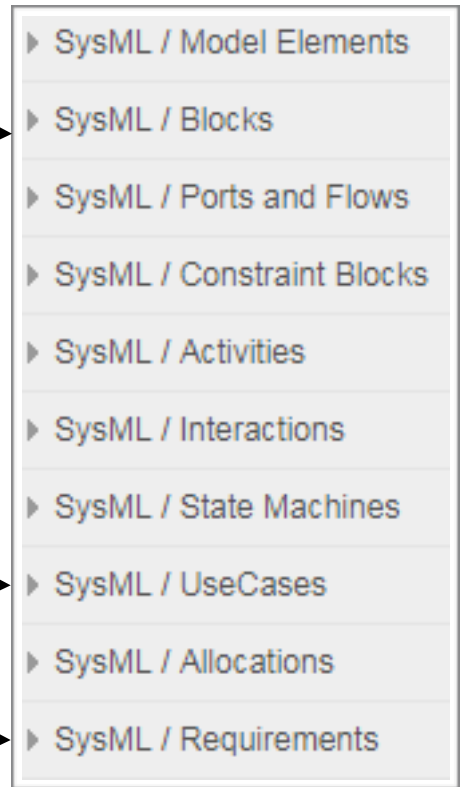 SysML / Model Elements
SysML / Blocks
SysML / Ports and Flows
SysML / Constraint Blocks
SysML / Activities
SysML / Interactions
SysML / State Machines
SysML / UseCases
SysML / Allocations
SysML / Requirements